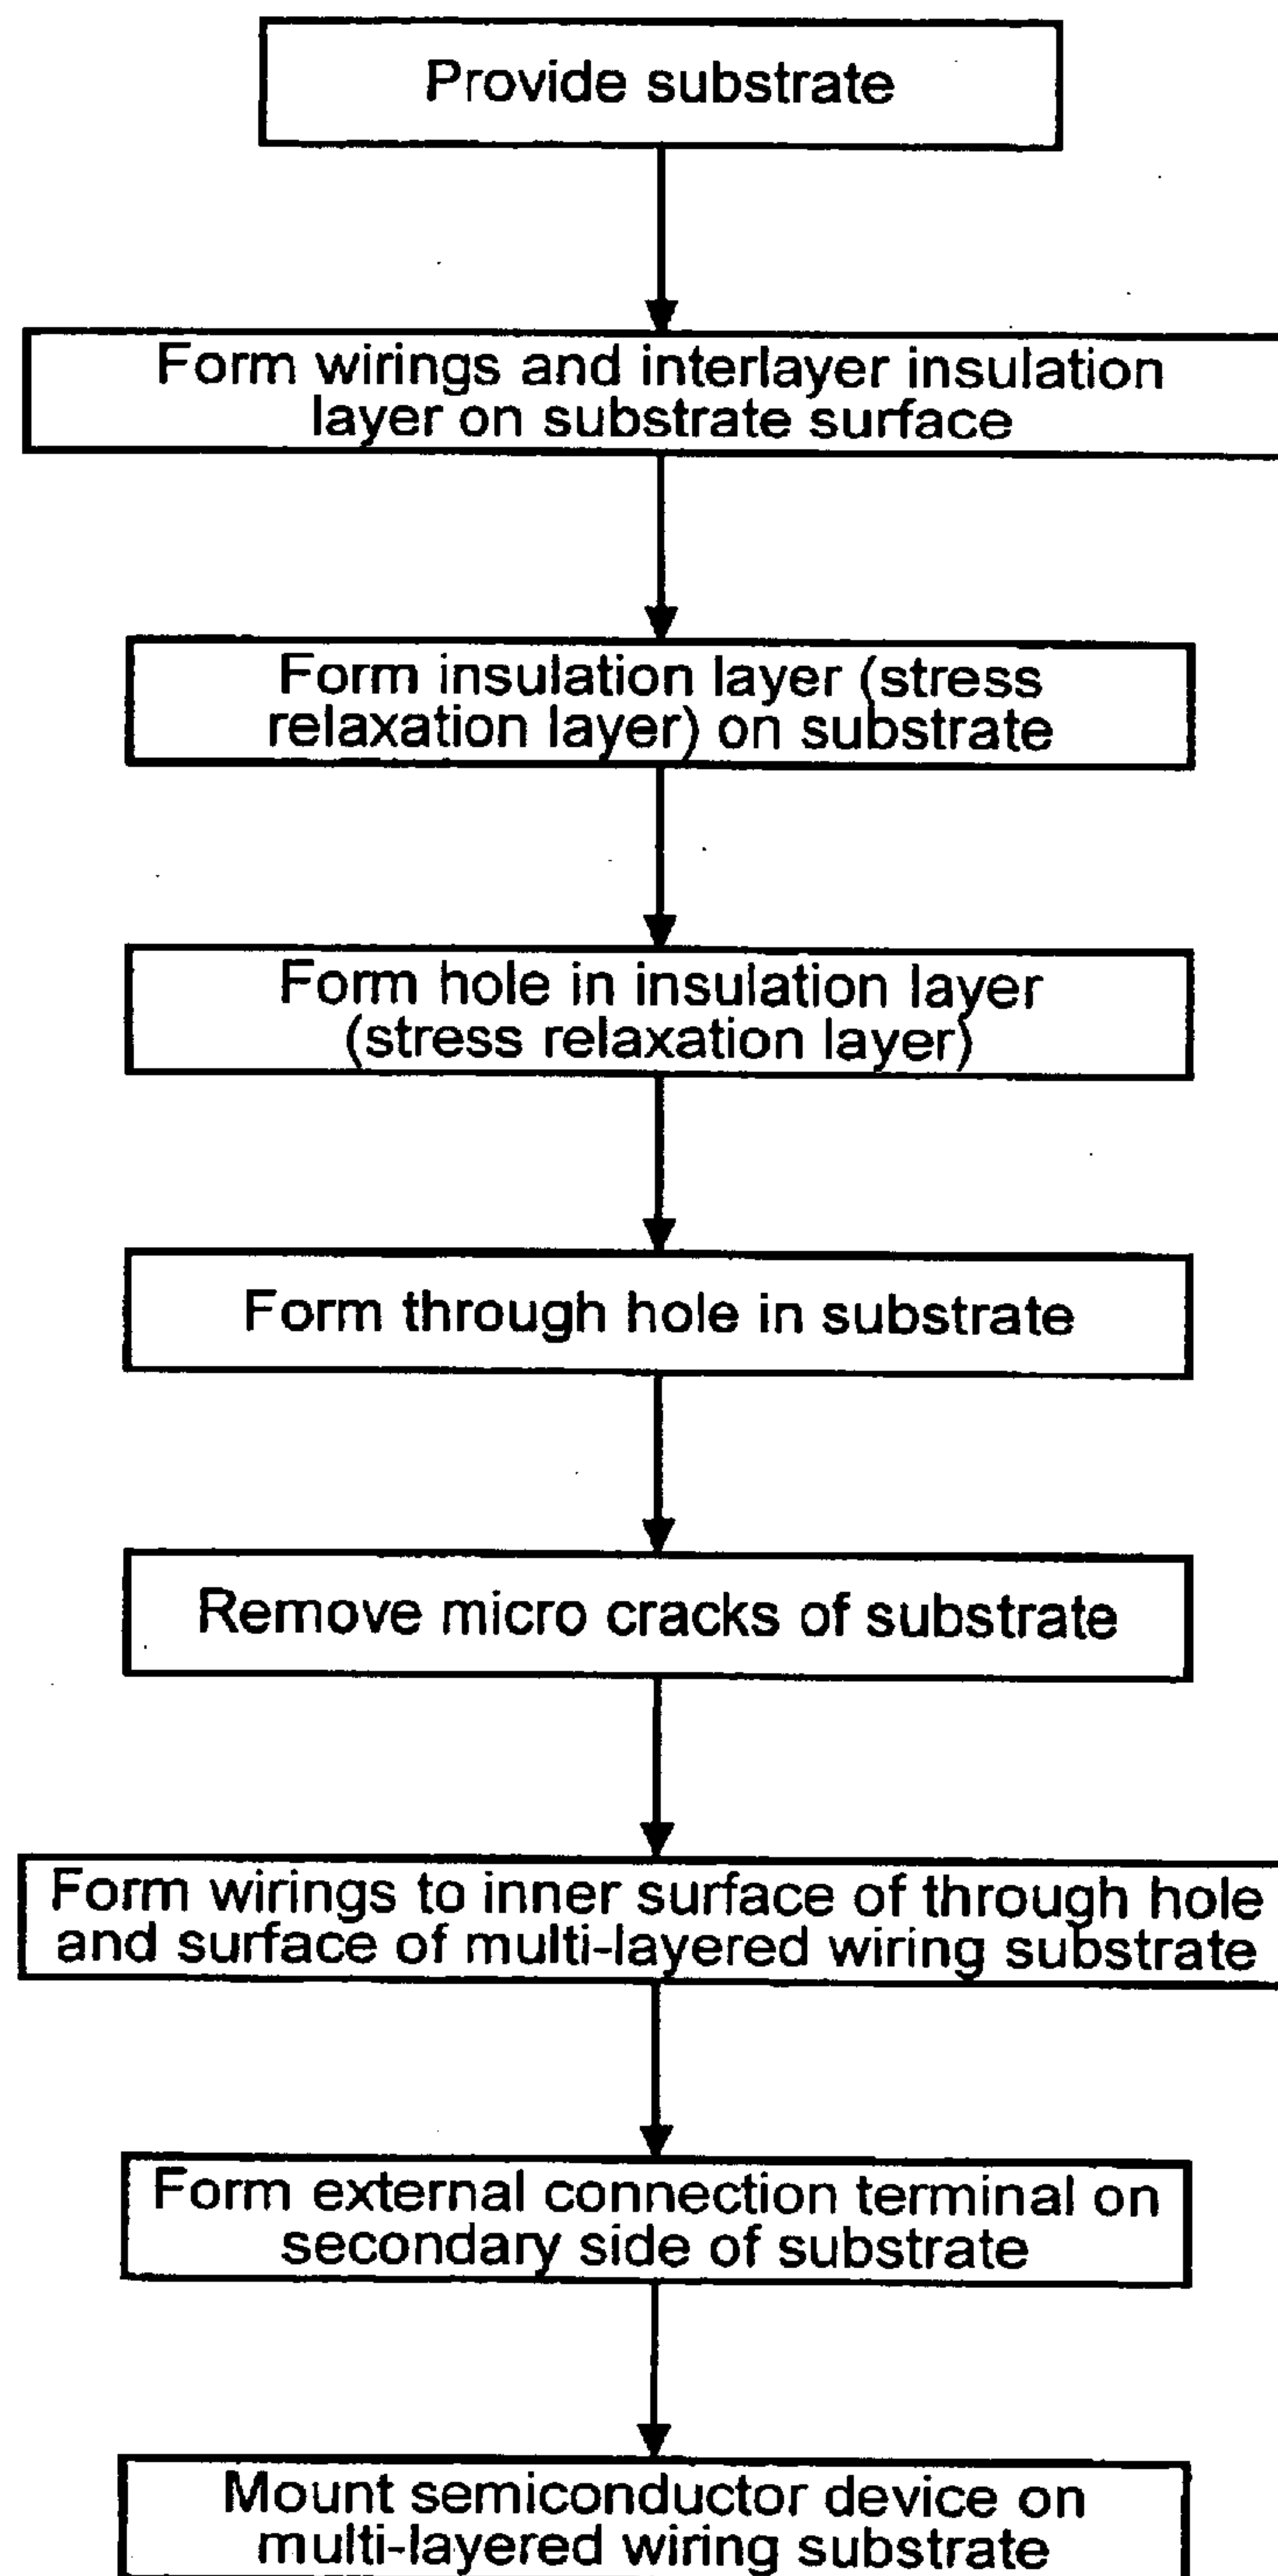 Provide substrate
Form wirings and interlayer insulation
layer on substrate surface
Form insulation layer (stress
relaxation layer) on substrate
Form hole in insulation layer
(stress relaxation layer)
Form through hole in substrate
Remove micro cracks of substrate
Form wirings to inner surface of through hole
and surface of multi-layered wiring substrate
Form external connection terminal on
secondary side of substrate
Mount semiconductor device on
multi-layered wiring substrate